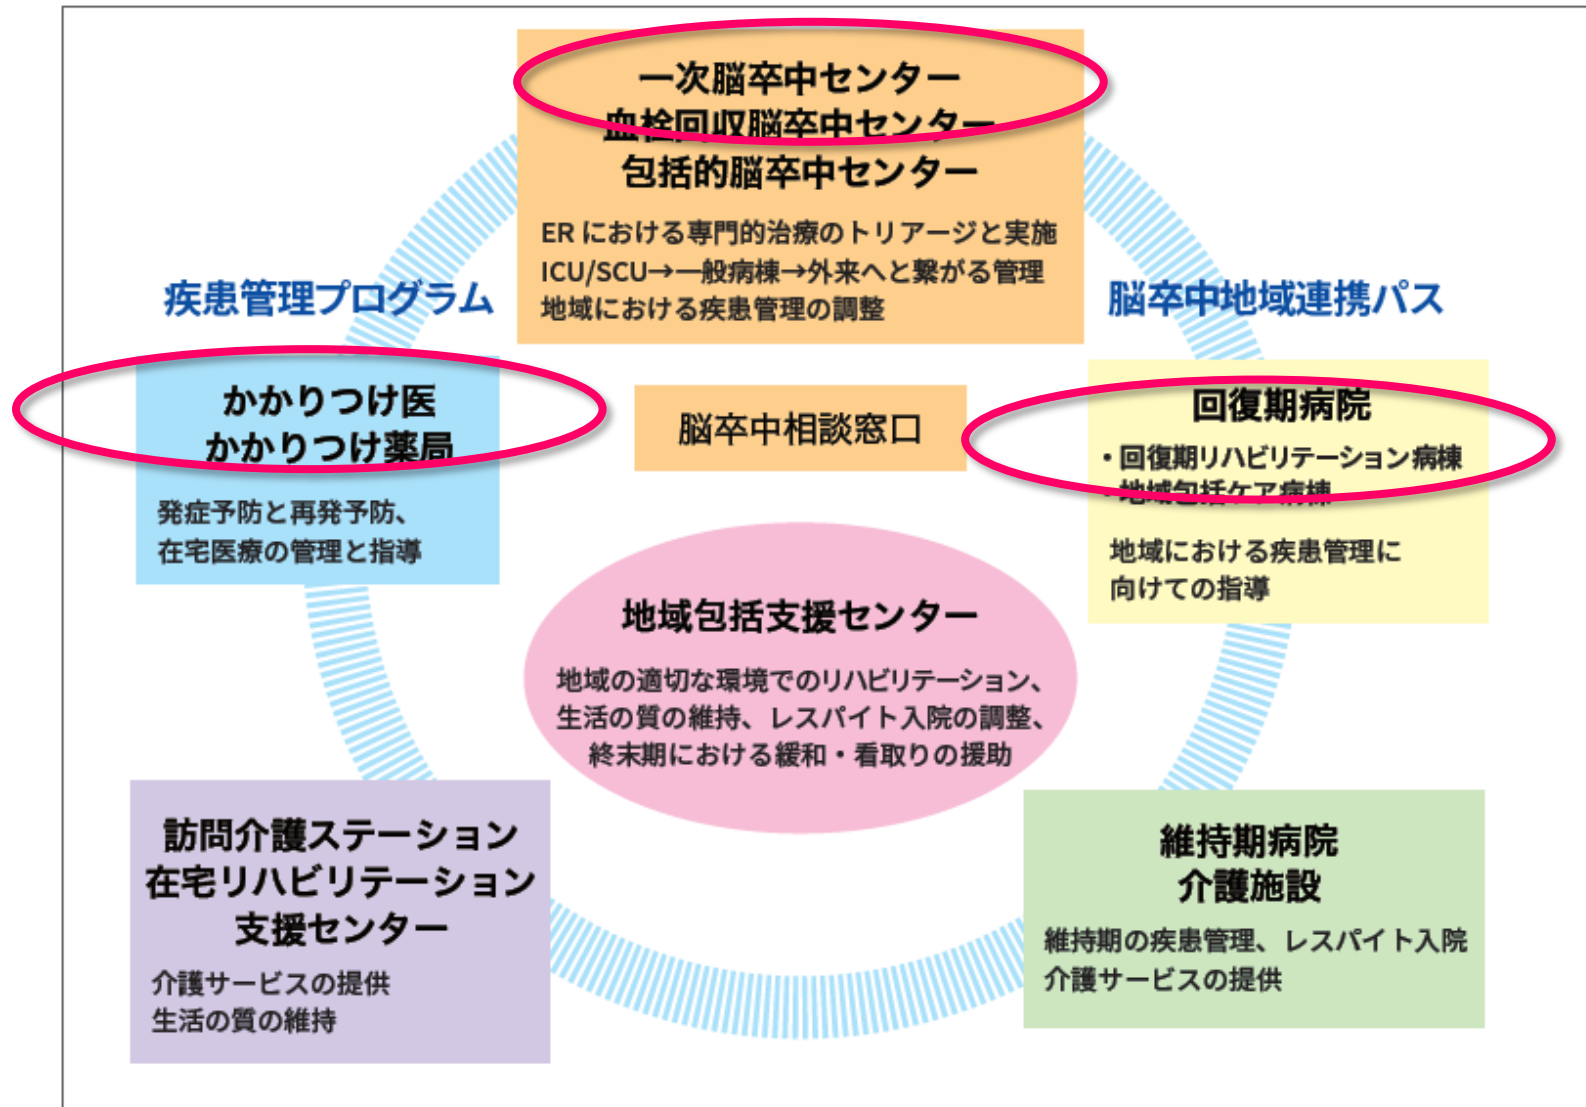 一次脳卒中センター
血栓回収脳卒中センター
包括的脳卒中センター
ER における専門的治療のトリアージと実施
ICU/SCU→一般病棟→外来へと繋がる管理
地域における疾患管理の調整
疾患管理プログラム
脳卒中地域連携パス
かかりつけ医
かかりつけ薬局
発症予防と再発予防、
在宅医療の管理と指導
脳卒中相談窓口
回復期病院
・回復期リハビリテーション病棟
・地域包括ケア病棟
地域における疾患管理に
向けての指導
地域包括支援センター
地域の適切な環境でのリハビリテーション、
生活の質の維持、レスパイト入院の調整、
終末期における緩和・看取りの援助
訪問介護ステーション
在宅リハビリテーション
支援センター
介護サービスの提供
生活の質の維持
維持期病院
介護施設
維持期の疾患管理、レスパイト入院
介護サービスの提供